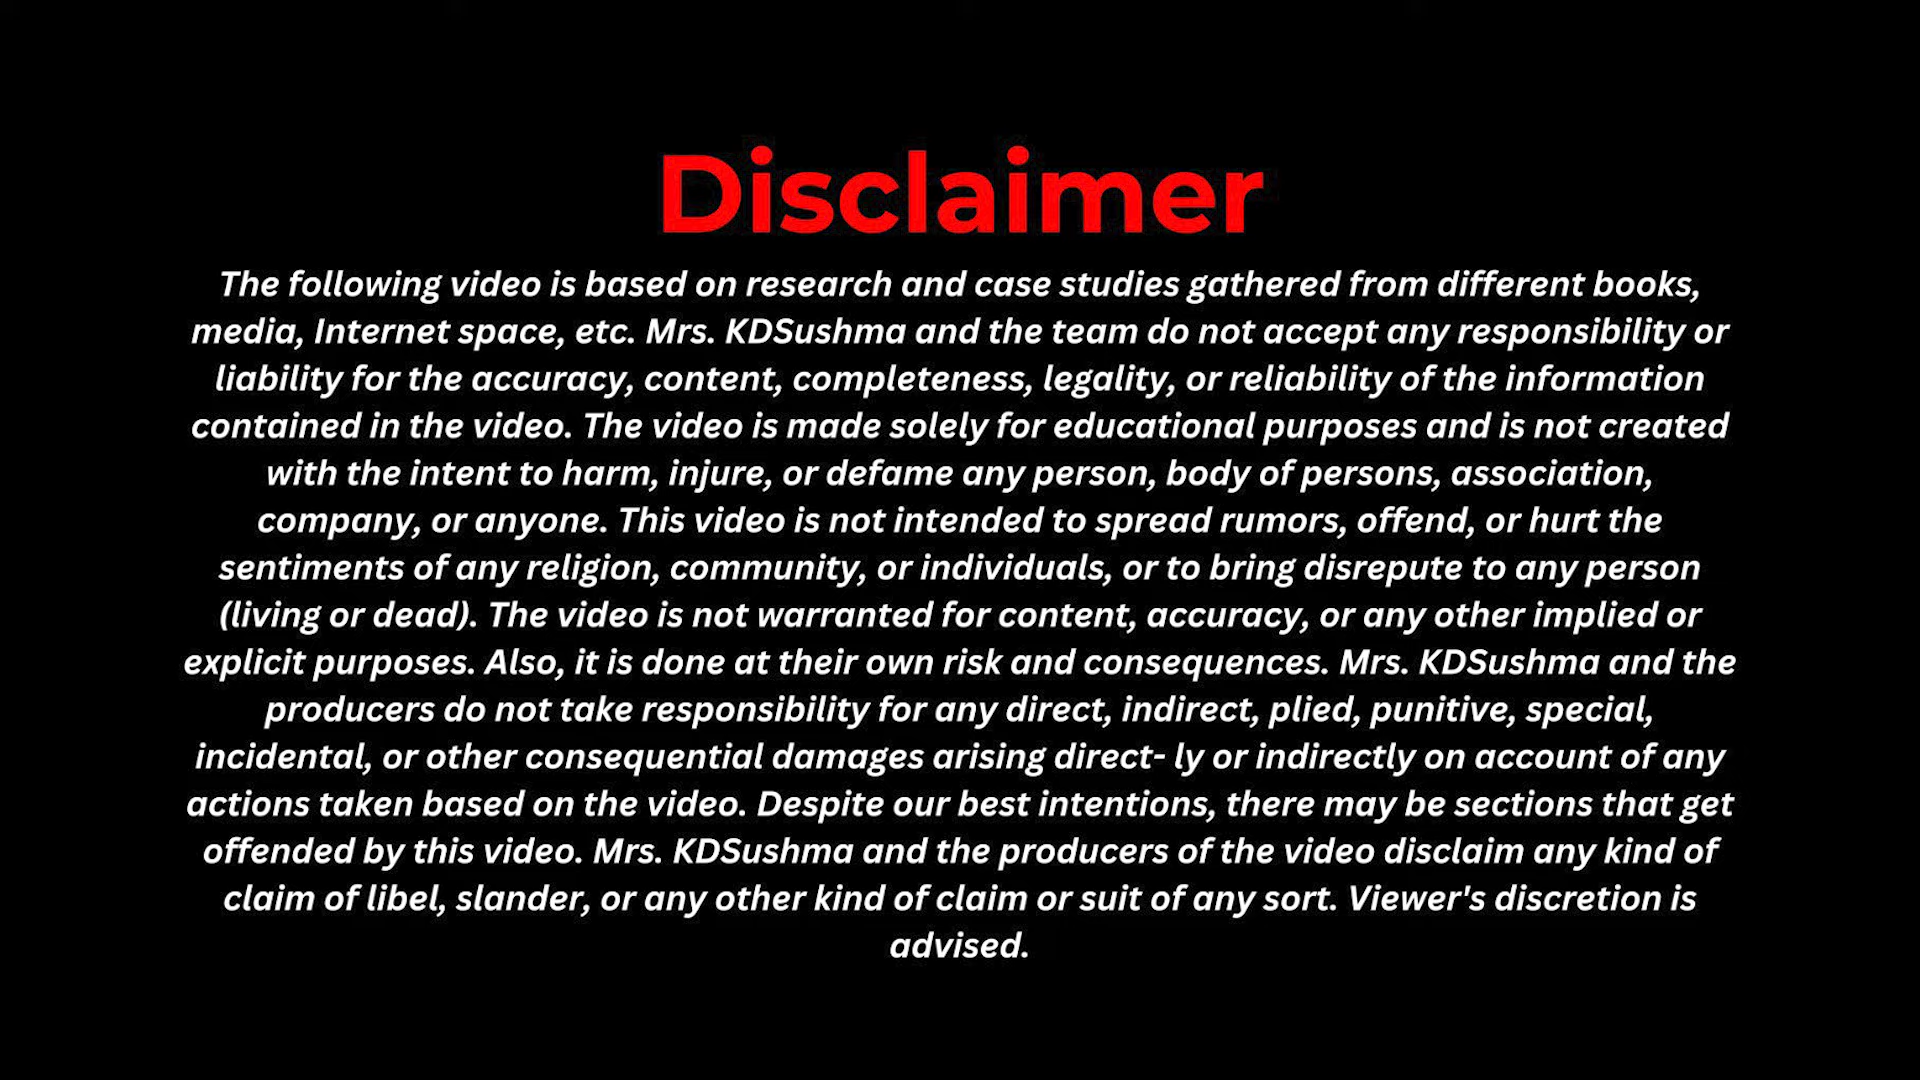 Disclaimer
The following video is based on research and case studies gathered from different books,
media, Internet space, etc. Mrs. KDSushma and the team do not accept any responsibility or
liability for the accuracy, content, completeness, legality, or reliability of the information
contained in the video. The video is made solely for educational purposes and is not created
with the intent to harm, injure, or defame any person, body of persons, association,
company, or anyone. This video is not intended to spread rumors, offend, or hurt the
sentiments of any religion, community, or individuals, or to bring disrepute to any person
(living or dead). The video is not warranted for content, accuracy, or any other implied or
explicit purposes. Also, it is done at their own risk and consequences. Mrs. KDSushma and the
producers do not take responsibility for any direct, indirect, plied, punitive, special,
incidental, or other consequential damages arising direct- ly or indirectly on account of any
actions taken based on the video. Despite our best intentions, there may be sections that get
offended by this video. Mrs. KDSushma and the producers of the video disclaim any kind of
claim of libel, slander, or any other kind of claim or suit of any sort. Viewer's discretion is
advised.